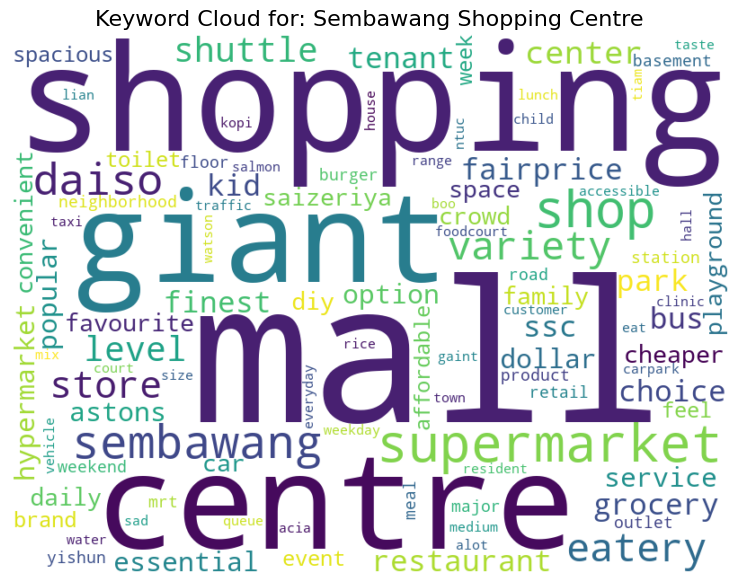 Keyword Cloud for: Sembawang Shopping Centre
spacious
shuttle
tenant
week
center
taste
basement
shopping
lian
kopi
house
ntuc
lunch
child
tiam
toilet
floor
salmon
burger
range
fairprice
daiso
kid
saizeriya
space
accessible
neighborhood
traffic
boo
crowd
shop
convenient
taxi
giant
watson
foodcourt
variety
hall
playground
popular
road
station
park
finest
diy
option
family
clinic
hypermarket
favourite
customer
ssc
bus
level
rice
affordable
gaunt
dollar
eat
cheaper
mix
court
mall
carpark
store
size
everyday
town
product
retail
choice
astons
feel
sembawang
weekday
supermarket
vehicle
weekend
car
resident
service
daily
mrt
centre
meal
major
grocery
brand
sad
queue
acia
medium
outlet
water
alot
yishun
essential
event
restaurant
eatery